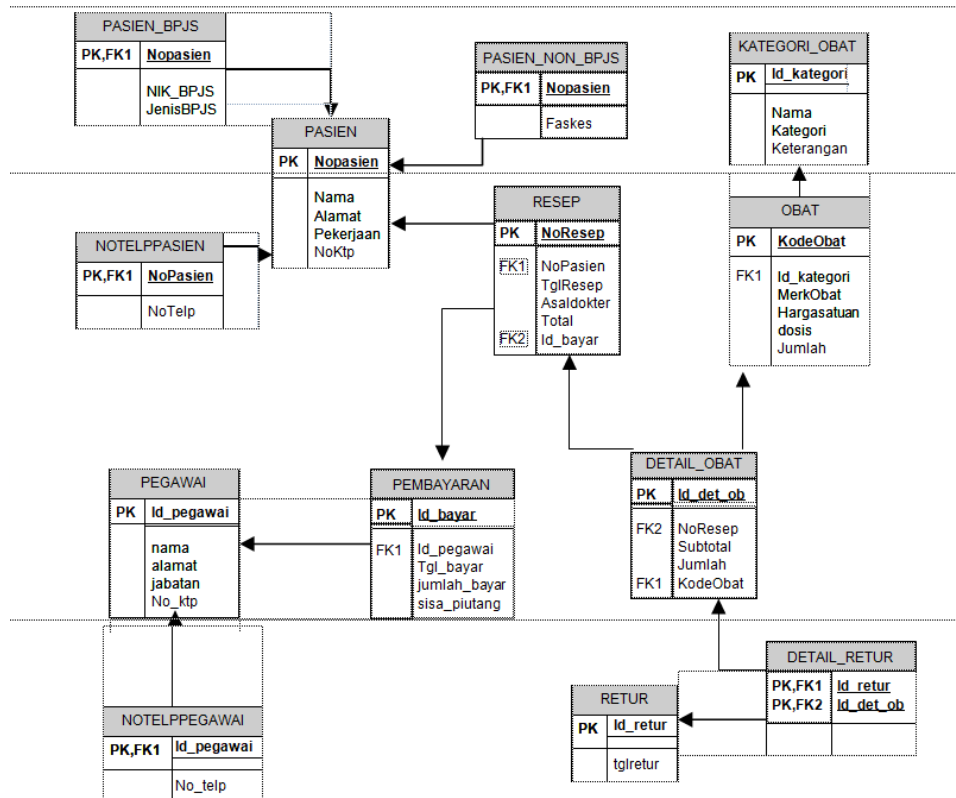 PASIEN_BPJS
PK,FK1 Nopasien
NIK_BPJS
JenisBPJS
PASIEN_NON_BPJS
PK,FK1 Nopasien
Faskes
KATEGORI_OBAT
PK Id_kategori
Nama
Kategori
Keterangan
PASIEN
PK Nopasien
Nama
Alamat
Pekerjaan
NoKtp
NOTELPPASIEN
PK,FK1 NoPasien
NoTelp
RESEP
PK NoResep
FK1 NoPasien
TglResep
Asaldokter
Total
FK2 Id_bayar
OBAT
PK KodeObat
FK1 Id_kategori
MerkObat
Hargasatuan
dosis
Jumlah
PEGAWAI
PK Id_pegawai
nama
alamat
jabatan
No_ktp
PEMBAYARAN
PK Id_bayar
FK1 Id_pegawai
Tgl_bayar
jumlah_bayar
sisa_piutang
DETAIL_OBAT
PK Id_det_ob
FK2 NoResep
Subtotal
Jumlah
FK1 KodeObat
NOTELPPEGAWAI
PK,FK1 Id_pegawai
No_telp
RETUR
PK Id_retur
tglretur
DETAIL_RETUR
PK,FK1 Id_retur
PK,FK2 Id_det_ob